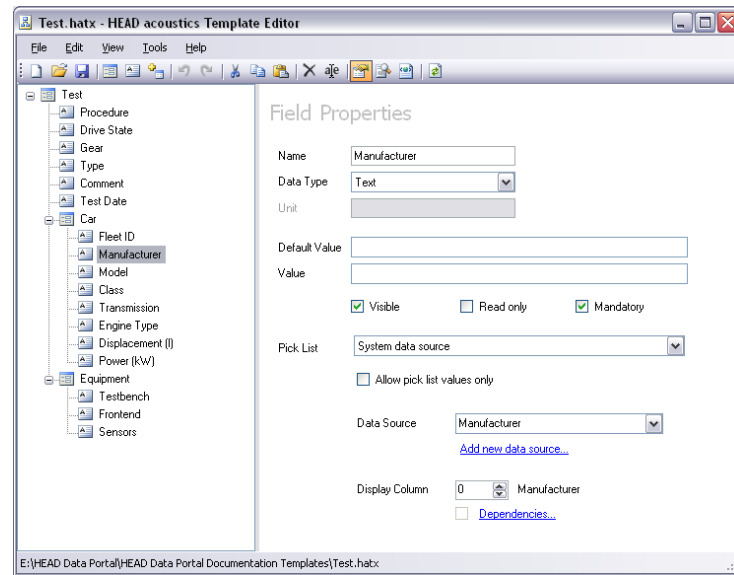 Test.hatx - HEAD acoustics Template Editor
File Edit View Tools Help
Test
Procedure
Drive State
Gear
Type
Comment
Test Date
Car
Fleet ID
Manufacturer
Model
Class
Transmission
Engine Type
Displacement (l)
Power (kW)
Equipment
Testbench
Frontend
Sensors
Field Properties
Name Manufacturer
Data Type Text
Unit
Default Value
Value
Visible Read only Mandatory
Pick List System data source
Allow pick list values only
Data Source Manufacturer
Add new data source...
Display Column 0 Manufacturer
Dependencies...
E:\HEAD Data Portal\HEAD Data Portal Documentation Templates\Test.hatx